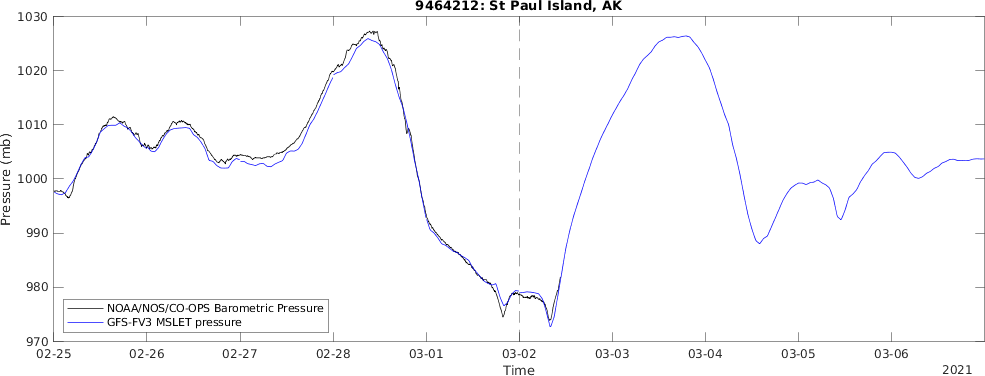 9464212: St Paul Island, AK
1030
1020
1010
1000
990
980
970
Pressure (mb)
NOAA/NOS/CO-OPS Barometric Pressure
GFS-FV3 MSLET pressure
02-25 02-26 02-27 02-28 03-01 03-02 03-03 03-04 03-05 03-06
Time
2021